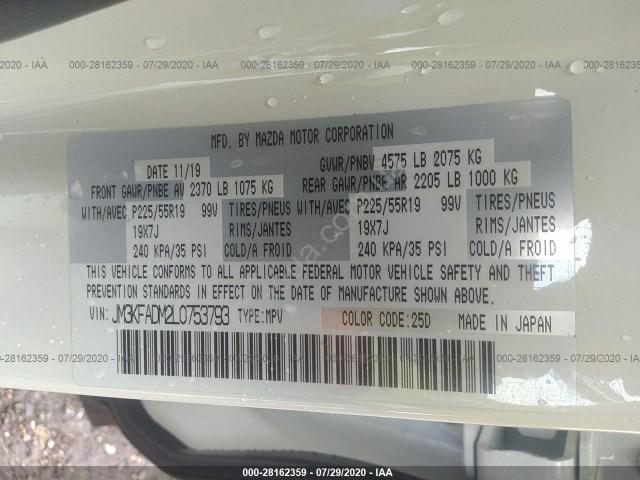 000-28162359 - 07/29/2020 - IAA
MFD. BY MAZDA MOTOR CORPORATION
DATE 11/19 GVWR/PNBV 4575 LB 2075 KG
FRONT GAWR/PNBE AV 2370 LB 1075 KG REAR GAWR/PNBE AR 2205 LB 1000 KG
WITH/AVEC P225/55R19 99V TIRES/PNEUS WITH/AVEC P225/55R19 99V TIRES/PNEUS
19X7J RIMS/JANTES 19X7J RIMS/JANTES
240 KPA/35 PSI COLD/A FROID 240 KPA/35 PSI COLD/A FROID
THIS VEHICLE CONFORMS TO ALL APPLICABLE FEDERAL MOTOR VEHICLE SAFETY AND THEFT
PREVENTION STANDARDS IN EFFECT ON THE DATE OF MANUFACTURE SHOWN ABOVE.
VIN: JM3KFADM2L0753793 TYPE:MPV COLOR CODE:25D MADE IN JAPAN
000-28162359 - 07/29/2020 - IAA